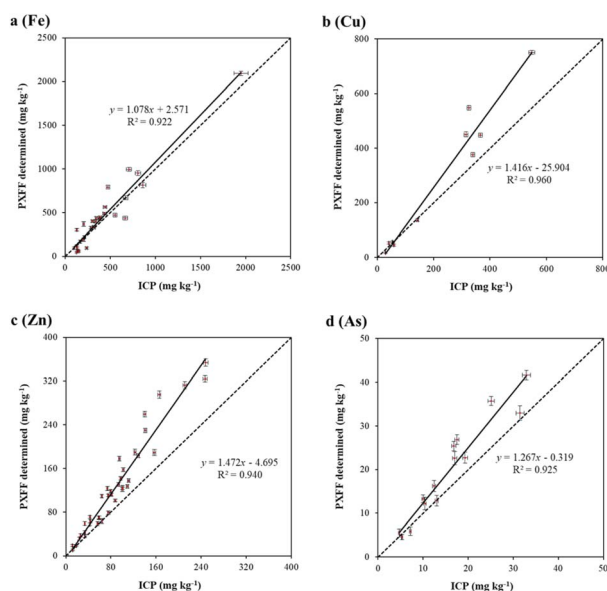 a (Fe)
PXFF determined (mg kg-1)
2500
2000
1500
1000
500
0
y = 1.078x + 2.571
R² = 0.922
0 500 1000 1500 2000 2500
ICP (mg kg-1)
b (Cu)
PXFF determined (mg kg-1)
800
600
400
200
0
y = 1.416x - 25.904
R² = 0.960
0 200 400 600 800
ICP (mg kg-1)
c (Zn)
PXFF determined (mg kg-1)
400
320
240
160
80
0
y = 1.472x - 4.695
R² = 0.940
0 80 160 240 320 400
ICP (mg kg-1)
d (As)
PXFF determined (mg kg-1)
50
40
30
20
10
0
y = 1.267x - 0.319
R² = 0.925
0 10 20 30 40 50
ICP (mg kg-1)